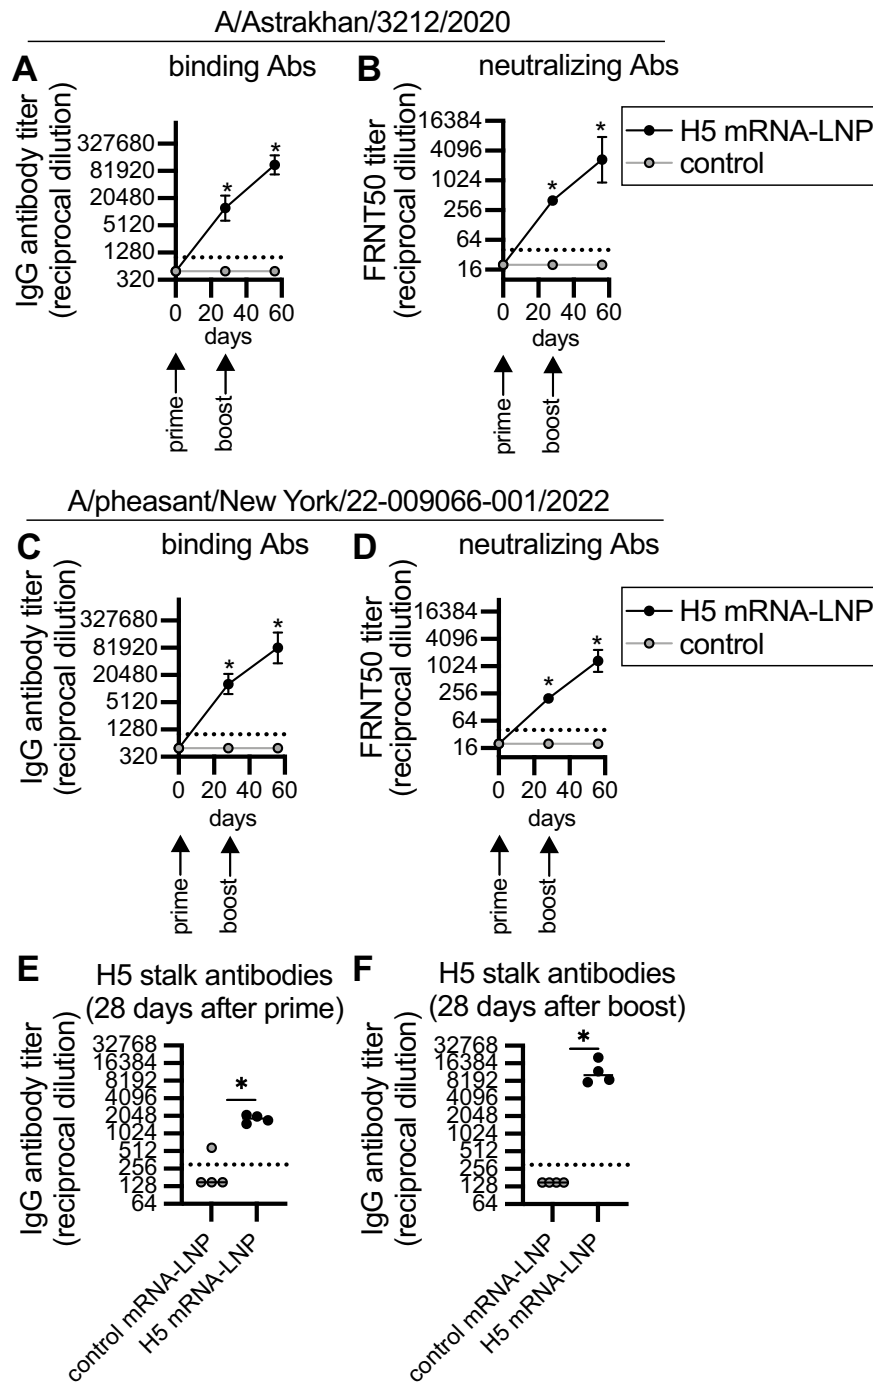 A/Astrakhan/3212/2020
A
binding Abs
B
neutralizing Abs
IgG antibody titer
(reciprocal dilution)
327680
81920
20480
5120
1280
320
*
*
0
20
40
60
days
prime
boost
FRNT50 titer
(reciprocal dilution)
16384
4096
1024
256
64
16
*
*
0
20
40
60
days
prime
boost
H5 mRNA-LNP
control
A/pheasant/New York/22-009066-001/2022
C
binding Abs
D
neutralizing Abs
IgG antibody titer
(reciprocal dilution)
327680
81920
20480
5120
1280
320
*
*
0
20
40
60
days
prime
boost
FRNT50 titer
(reciprocal dilution)
16384
4096
1024
256
64
16
*
*
0
20
40
60
days
prime
boost
H5 mRNA-LNP
control
E
H5 stalk antibodies
(28 days after prime)
IgG antibody titer
(reciprocal dilution)
32768
16384
8192
4096
2048
1024
512
256
128
64
*
control mRNA-LNP
H5 mRNA-LNP
F
H5 stalk antibodies
(28 days after boost)
IgG antibody titer
(reciprocal dilution)
32768
16384
8192
4096
2048
1024
512
256
128
64
*
control mRNA-LNP
H5 mRNA-LNP